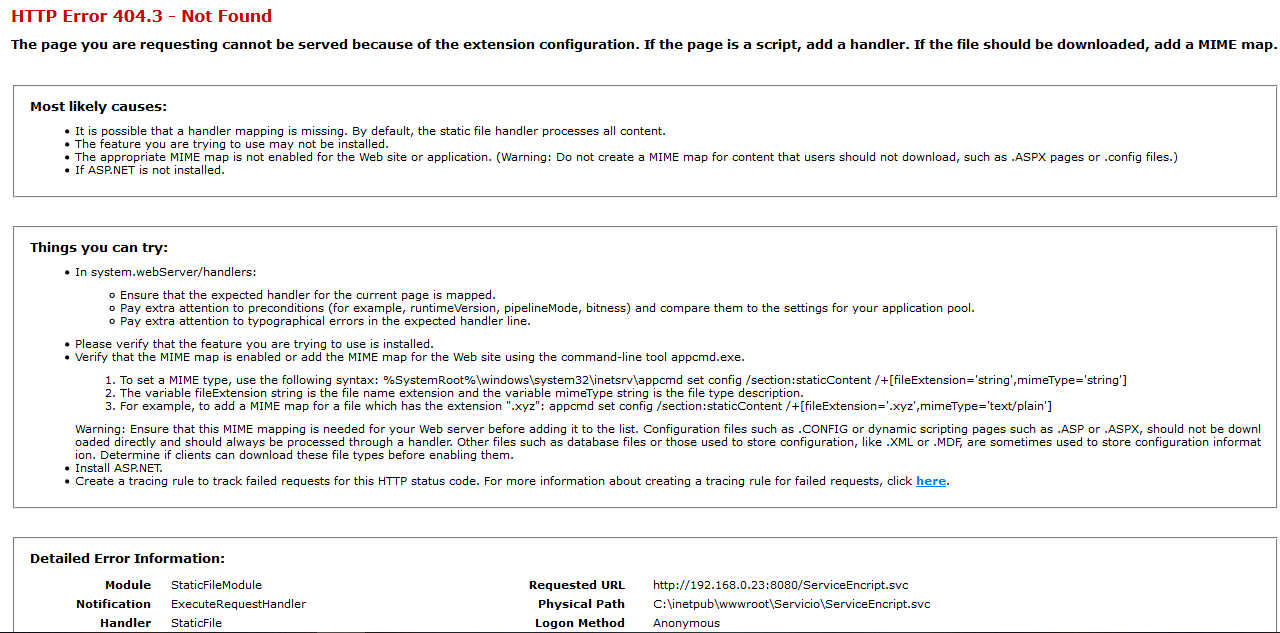 HTTP Error 404.3 - Not Found
The page you are requesting cannot be served because of the extension configuration. If the page is a script, add a handler. If the file should be downloaded, add a MIME map.
Most likely causes:
• It is possible that a handler mapping is missing. By default, the static file handler processes all content.
• The feature you are trying to use may not be installed.
• The appropriate MIME map is not enabled for the Web site or application. (Warning: Do not create a MIME map for content that users should not download, such as .ASPX pages or .config files.)
• If ASP.NET is not installed.
Things you can try:
• In system.webServer/handlers:
○ Ensure that the expected handler for the current page is mapped.
○ Pay extra attention to preconditions (for example, runtimeVersion, pipelineMode, bitness) and compare them to the settings for your application pool.
○ Pay extra attention to typographical errors in the expected handler line.
• Please verify that the feature you are trying to use is installed.
• Verify that the MIME map is enabled or add the MIME map for the Web site using the command-line tool appcmd.exe.
1. To set a MIME type, use the following syntax: %SystemRoot%\windows\system32\inetsrv\appcmd set config /section:staticContent /+[fileExtension='string',mimeType='string']
2. The variable fileExtension string is the file name extension and the variable mimeType string is the file type description.
3. For example, to add a MIME map for a file which has the extension ".xyz": appcmd set config /section:staticContent /+[fileExtension='.xyz',mimeType='text/plain']
Warning: Ensure that this MIME mapping is needed for your Web server before adding it to the list. Configuration files such as .CONFIG or dynamic scripting pages such as .ASP or .ASPX, should not be downl
oaded directly and should always be processed through a handler. Other files such as database files or those used to store configuration, like .XML or .MDF, are sometimes used to store configuration informat
ion. Determine if clients can download these file types before enabling them.
• Install ASP.NET.
• Create a tracing rule to track failed requests for this HTTP status code. For more information about creating a tracing rule for failed requests, click here.
Detailed Error Information:
Module StaticFileModule Requested URL http://192.168.0.23:8080/ServiceEncript.svc
Notification ExecuteRequestHandler Physical Path C:\inetpub\wwwroot\Servicio\ServiceEncript.svc
Handler StaticFile Logon Method Anonymous